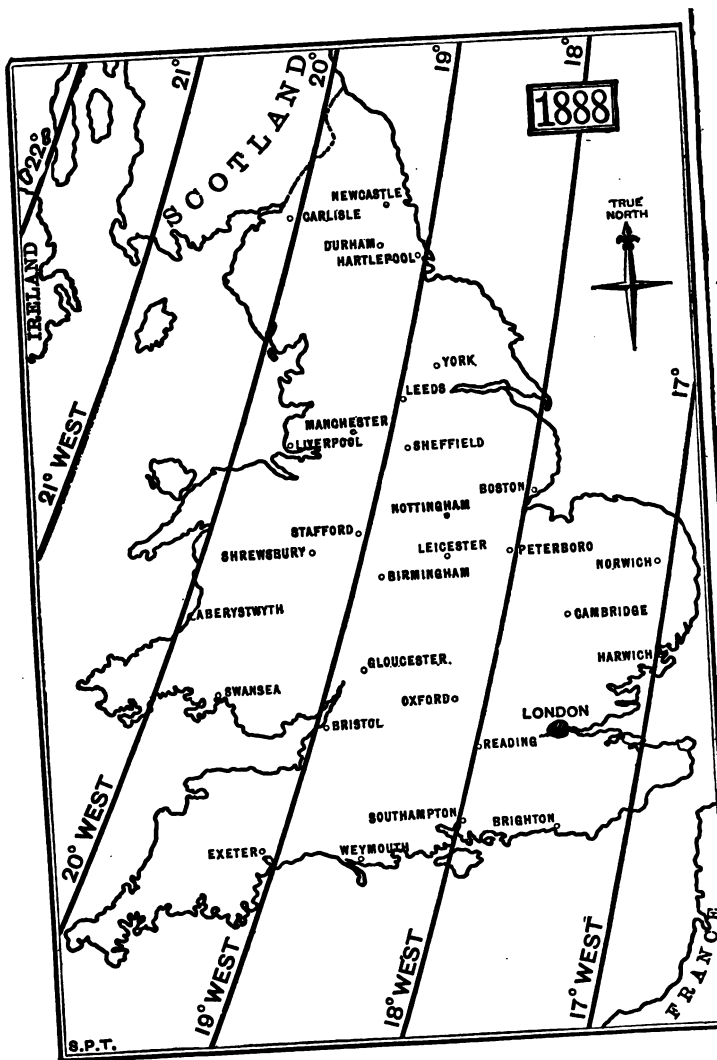 21°
20°
19°
18°
1888
22°
SCOTLAND
NEWCASTLE
CARLISLE
TRUE
NORTH
DURHAM
HARTLEPOOL
IRELAND
17°
YORK
LEEDS
MANCHESTER
LIVERPOOL
SHEFFIELD
21° WEST
BOSTON
NOTTINGHAM
STAFFORD
SHREWSBURY
LEICESTER
PETERBORO
NORWICH
BIRMINGHAM
ABERYSTWYTH
CAMBRIDGE
HARWICH
GLOUCESTER.
SWANSEA
OXFORD
LONDON
BRISTOL
READING
SOUTHAMPTON
BRIGHTON
20° WEST
EXETER
WEYMOUTH
19° WEST
18° WEST
17° WEST
FRANCE
S.P.T.